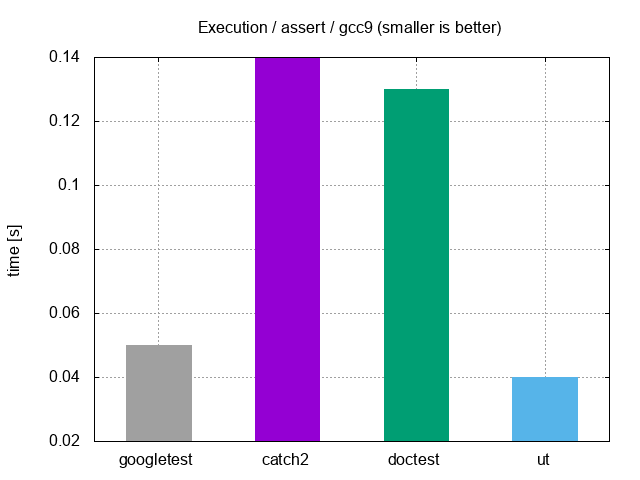 Execution / assert / gcc9 (smaller is better)
0.14
0.12
0.1
0.08
0.06
0.04
0.02
time [s]
googletest
catch2
doctest
ut